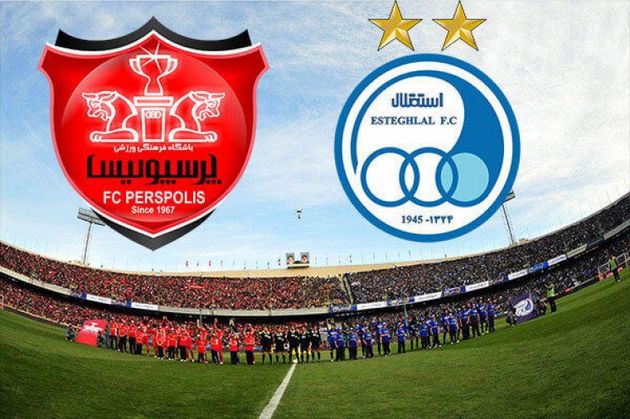 باشگاه فرهنگی ورزشی
پرسپولیس
FC PERSPOLIS
Since 1967
استقلال
ESTEGHLAL F.C
1945 -۱۳۲۴